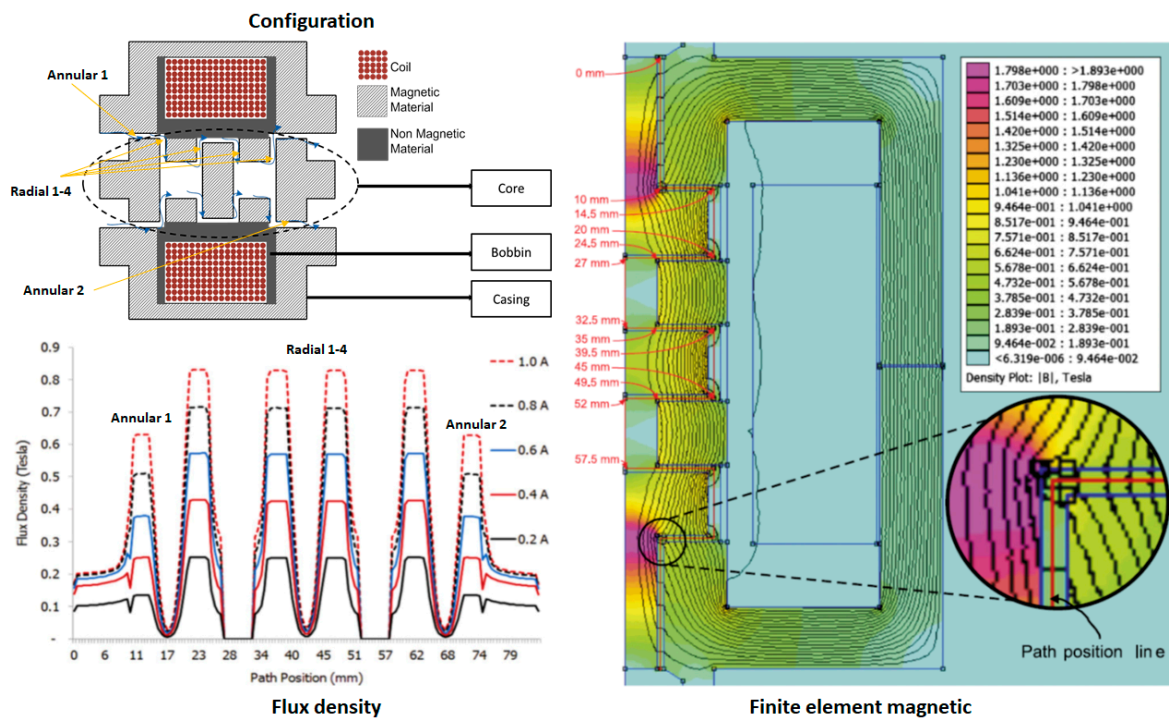 Configuration
Annular 1
Coil
Magnetic
Material
Non Magnetic
Material
Radial 1-4
Core
Bobbin
Annular 2
Casing
Radial 1-4
0.9
0.8
0.7
0.6
0.5
0.4
0.3
0.2
0.1
-
Flux Density (Tesla)
Annular 1
Annular 2
1.0 A
0.8 A
0.6 A
0.4 A
0.2 A
0 6 11 17 23 28 34 40 45 51 57 62 68 74 79
Path Position (mm)
Flux density
0 mm
10 mm
14.5 mm
20 mm
24.5 mm
27 mm
32.5 mm
35 mm
39.5 mm
45 mm
49.5 mm
52 mm
57.5 mm
1.798e+000 : >1.893e+000
1.703e+000 : 1.798e+000
1.609e+000 : 1.703e+000
1.514e+000 : 1.609e+000
1.420e+000 : 1.514e+000
1.325e+000 : 1.420e+000
1.230e+000 : 1.325e+000
1.136e+000 : 1.230e+000
1.041e+000 : 1.136e+000
9.464e-001 : 1.041e+000
8.517e-001 : 9.464e-001
7.571e-001 : 8.517e-001
6.624e-001 : 7.571e-001
5.678e-001 : 6.624e-001
4.732e-001 : 5.678e-001
3.785e-001 : 4.732e-001
2.839e-001 : 3.785e-001
1.893e-001 : 2.839e-001
9.464e-002 : 1.893e-001
<6.319e-006 : 9.464e-002
Density Plot: |B|, Tesla
Path position line
Finite element magnetic